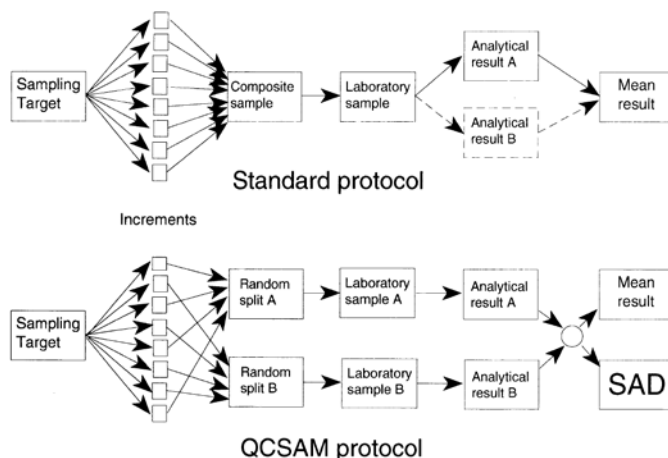 Sampling
Target
Composite
sample
Laboratory
sample
Analytical
result A
Analytical
result B
Mean
result
Standard protocol
Increments
Sampling
Target
Random
split A
Laboratory
sample A
Analytical
result A
Mean
result
Random
split B
Laboratory
sample B
Analytical
result B
SAD
QCSAM protocol